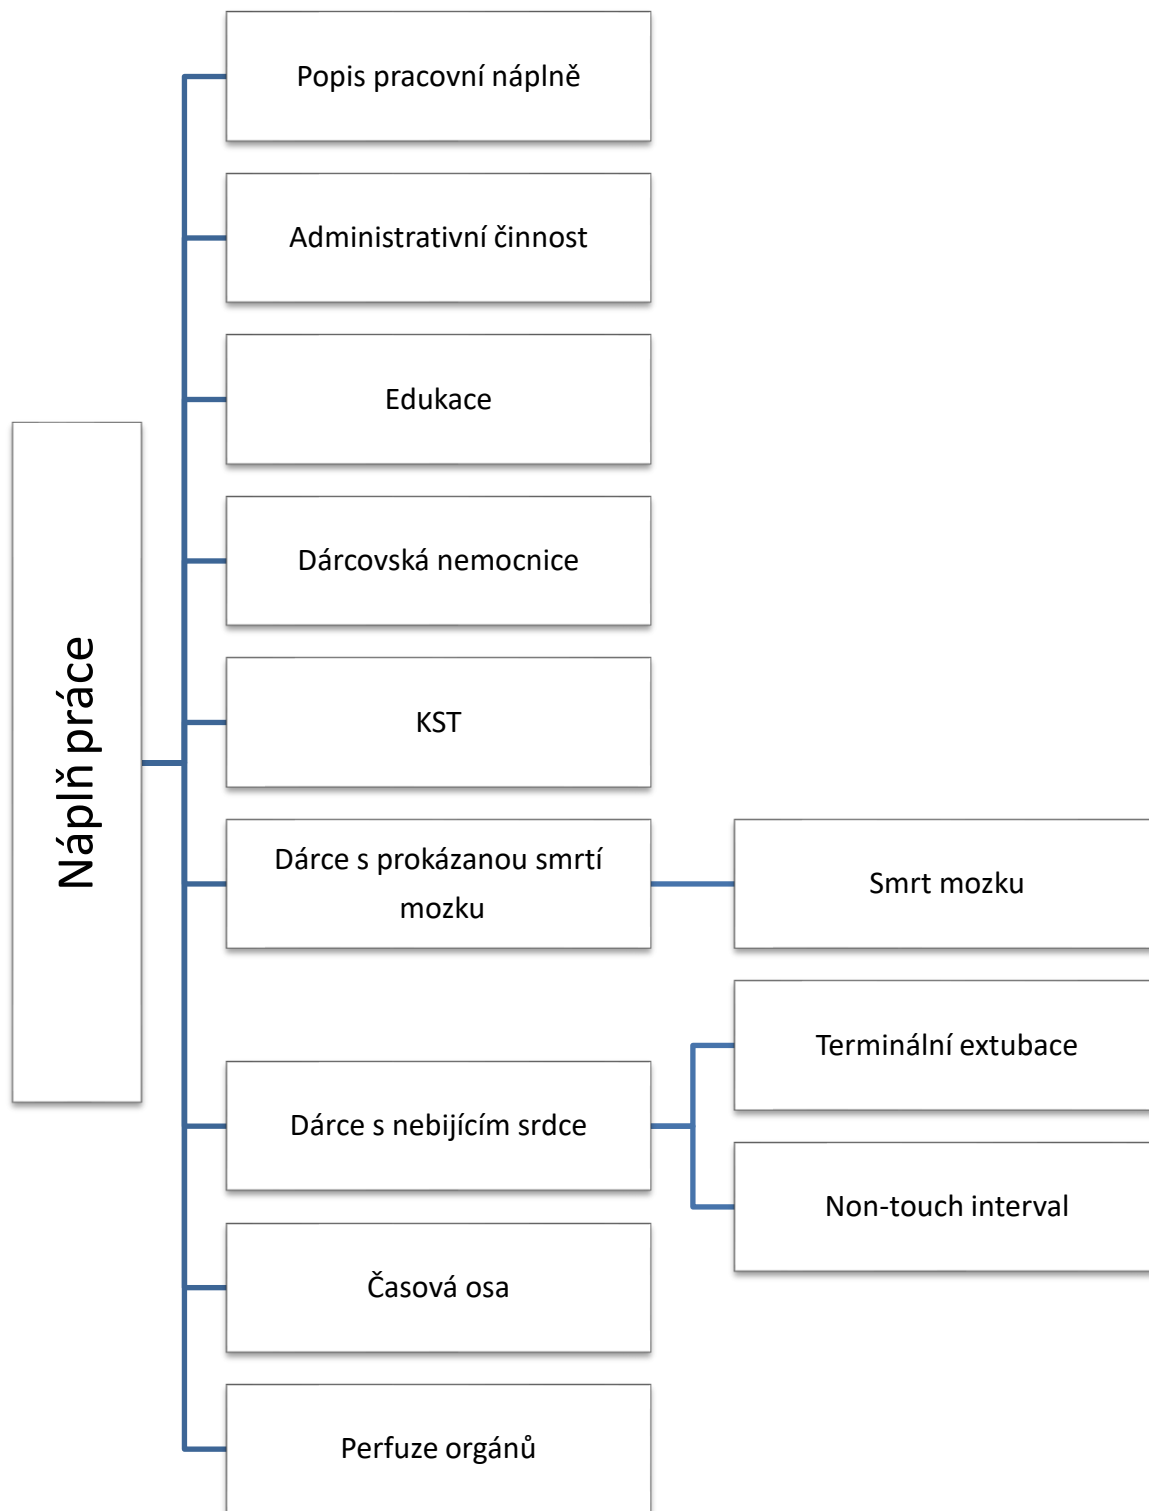 Náplň práce
Popis pracovní náplně
Administrativní činnost
Edukace
Dárcovská nemocnice
KST
Dárce s prokázanou smrtí
mozku
Smrt mozku
Dárce s nebijícím srdce
Terminální extubace
Non-touch interval
Časová osa
Perfuze orgánů